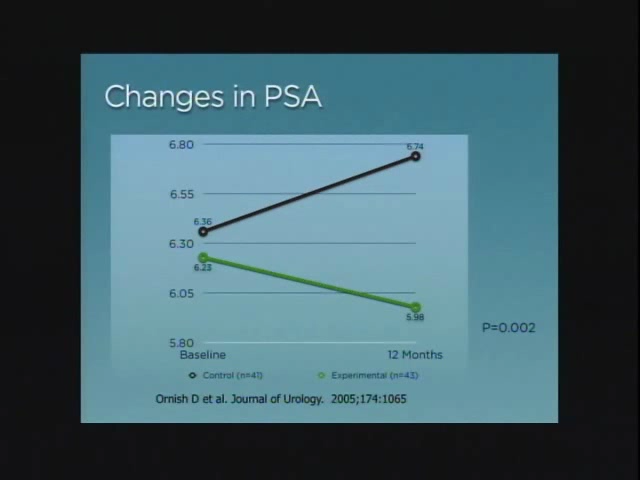 Changes in PSA
6.80
6.74
6.55
6.36
6.30
6.23
6.05
5.98
5.80
Baseline
12 Months
P=0.002
Control (n=41)
Experimental (n=43)
Ornish D et al. Journal of Urology. 2005;174:1065